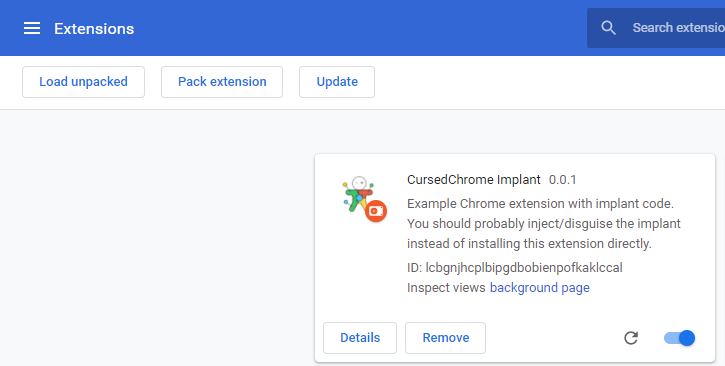 Extensions
Search extensio
Load unpacked
Pack extension
Update
CursedChrome Implant 0.0.1
Example Chrome extension with implant code.
You should probably inject/disguise the implant
instead of installing this extension directly.
ID: lcbgnjhcplbipgdbobienpofkaklccal
Inspect views background page
Details
Remove